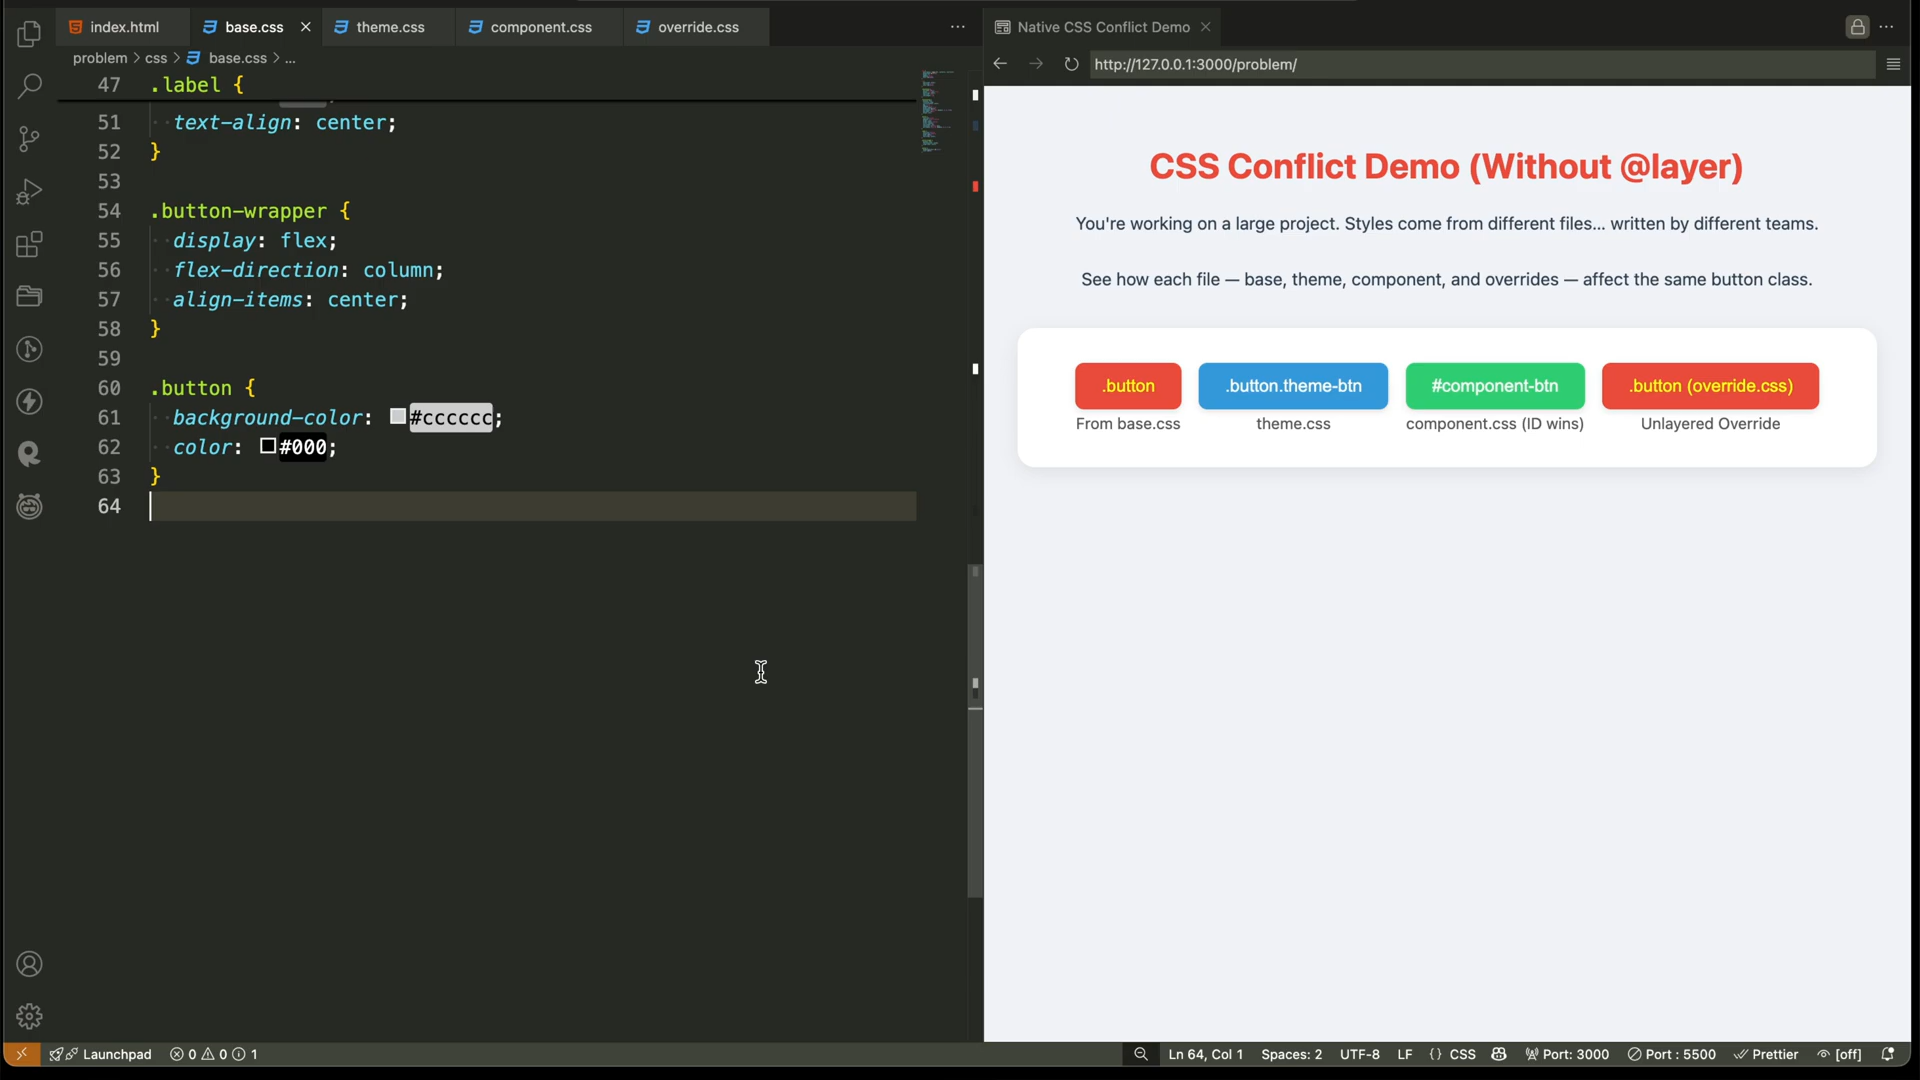 index.html
base.css
theme.css
component.css
override.css
problem > css > base.css > ...
47 .label {
51 text-align: center;
52 }
53
54 .button-wrapper {
55 display: flex;
56 flex-direction: column;
57 align-items: center;
58 }
59
60 .button {
61 background-color: #cccccc;
62 color: #000;
63 }
64
Launchpad
0 0 1
Native CSS Conflict Demo
http://127.0.0.1:3000/problem/
CSS Conflict Demo (Without @layer)
You're working on a large project. Styles come from different files... written by different teams.
See how each file — base, theme, component, and overrides — affect the same button class.
.button
.button.theme-btn
#component-btn
.button (override.css)
From base.css
theme.css
component.css (ID wins)
Unlayered Override
Ln 64, Col 1
Spaces: 2
UTF-8
LF
{ } CSS
Port: 3000
Port : 5500
Prettier
[off]